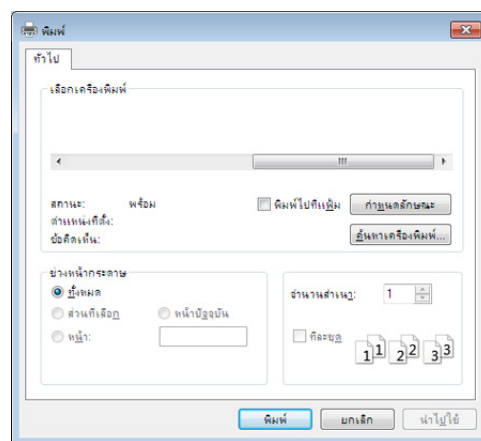 พิมพ์
ทั่วไป
เลือกเครื่องพิมพ์
สถานะ: พร้อม
ตำแหน่งที่ตั้ง:
ข้อคิดเห็น:
พิมพ์ไปที่แฟ้ม
กำหนดลักษณะ
ค้นหาเครื่องพิมพ์...
ช่วงหน้ากระดาษ
ทั้งหมด
ส่วนที่เลือก
หน้าปัจจุบัน
หน้า:
จำนวนสำเนา: 1
ทีละชุด
1 1 2 2 3 3
พิมพ์
ยกเลิก
นำไปใช้